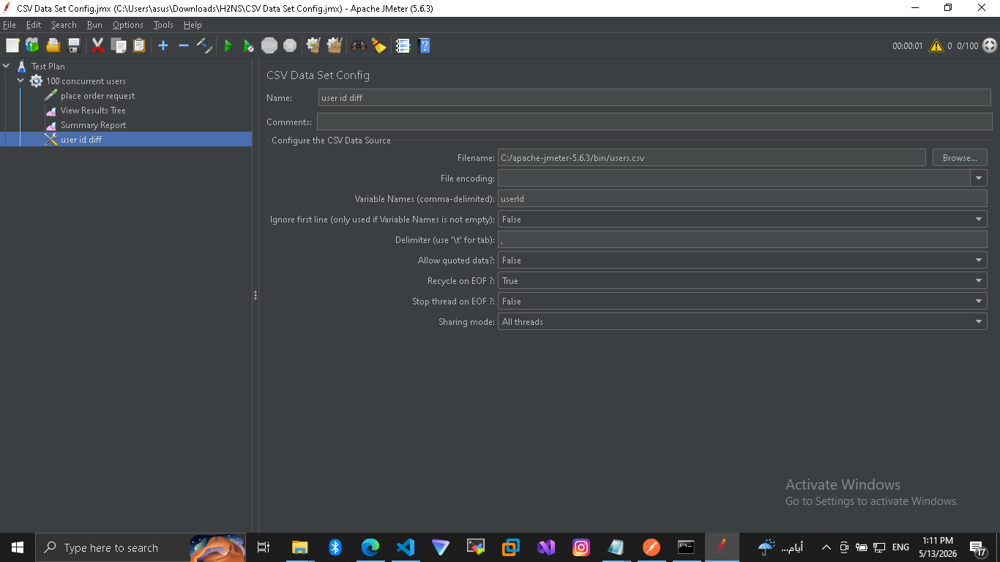 CSV Data Set Config.jmx (C:\Users\asus\Downloads\H2NS\CSV Data Set Config.jmx) - Apache JMeter (5.6.3)
File Edit Search Run Options Tools Help
STOP 00:00:01 0 0/100
Test Plan
100 concurrent users
place order request
View Results Tree
Summary Report
user id diff
CSV Data Set Config
Name: user id diff
Comments:
Configure the CSV Data Source
Filename: C:/apache-jmeter-5.6.3/bin/users.csv Browse...
File encoding:
Variable Names (comma-delimited): userId
Ignore first line (only used if Variable Names is not empty): False
Delimiter (use '\t' for tab): ,
Allow quoted data?: False
Recycle on EOF ?: True
Stop thread on EOF ?: False
Sharing mode: All threads
Activate Windows
Go to Settings to activate Windows.
Type here to search
أيام... ENG 1:11 PM
5/13/2026 17